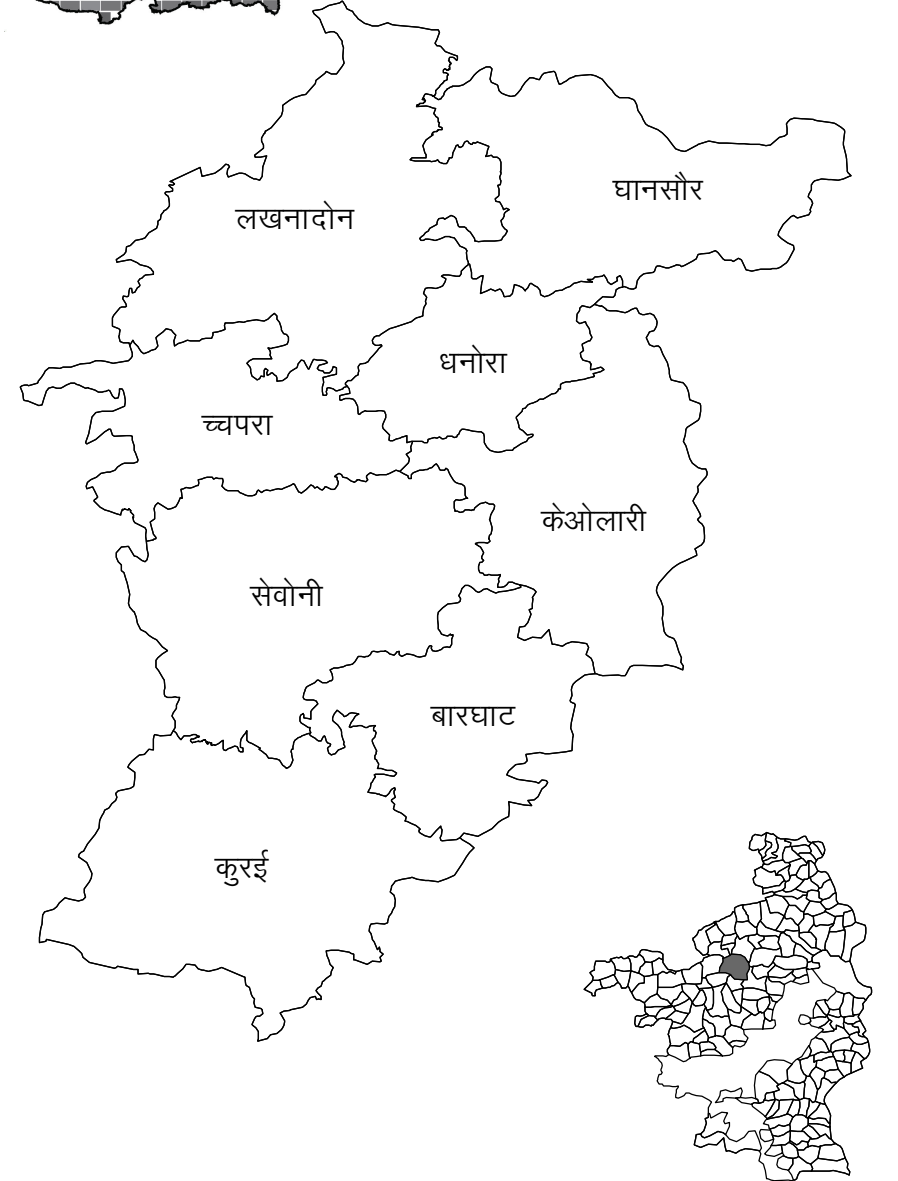 घानसौर
लखनादोन
धनोरा
च्चपरा
केओलारी
सेवोनी
बारघाट
कुरई